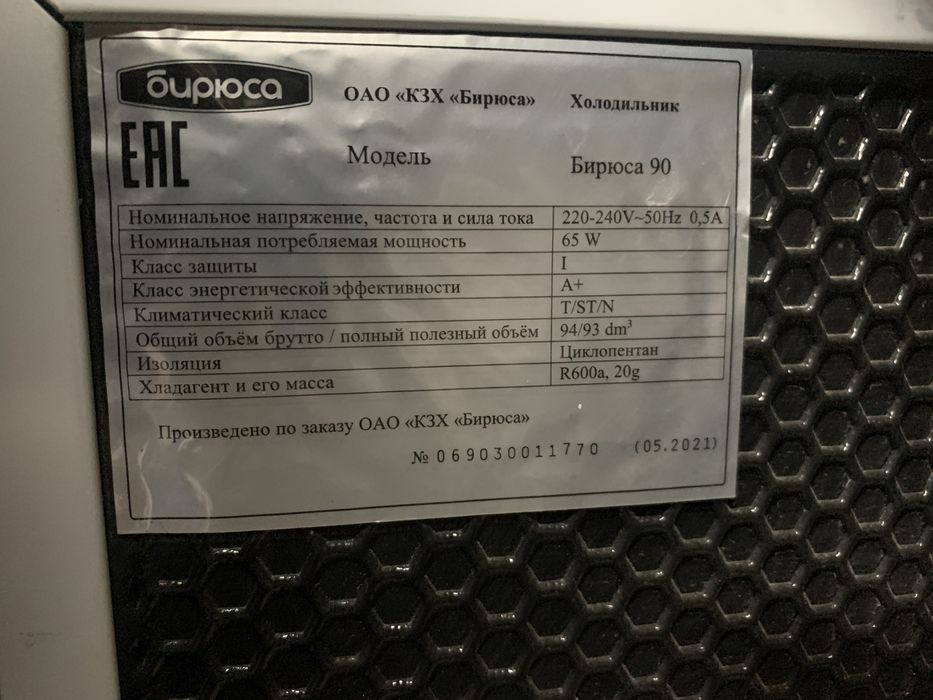 бирюса ОАО «КЗХ «Бирюса» Холодильник
ЕАС Модель Бирюса 90
Номинальное напряжение, частота и сила тока 220-240V~50Hz 0,5A
Номинальная потребляемая мощность 65 W
Класс защиты I
Класс энергетической эффективности A+
Климатический класс T/ST/N
Общий объём брутто / полный полезный объём 94/93 dm³
Изоляция Циклопентан
Хладагент и его масса R600a, 20g
Произведено по заказу ОАО «КЗХ «Бирюса»
№ 069030011770 (05.2021)